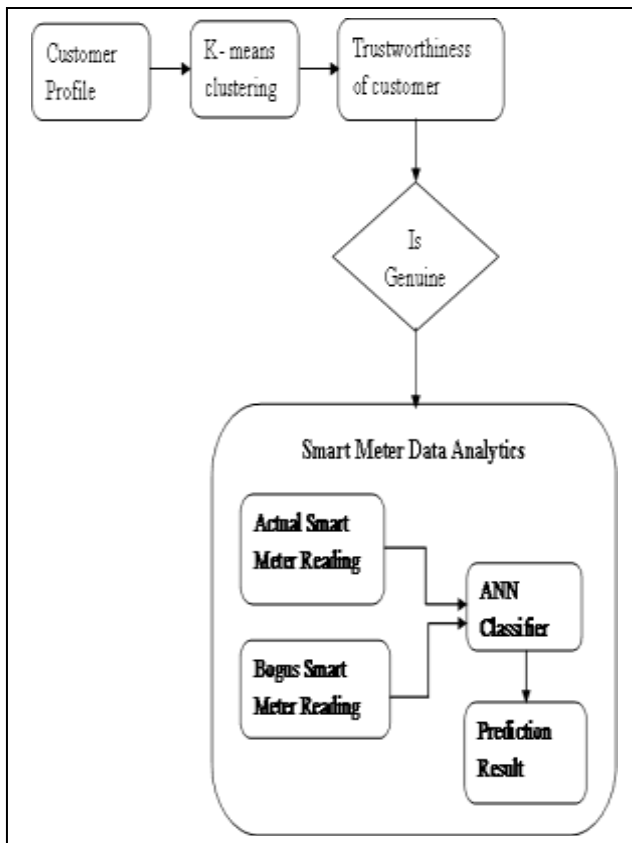 Customer
Profile
K- means
clustering
Trustworthiness
of customer
Is
Genuine
Smart Meter Data Analytics
Actual Smart
Meter Reading
Bogus Smart
Meter Reading
ANN
Classifier
Prediction
Result